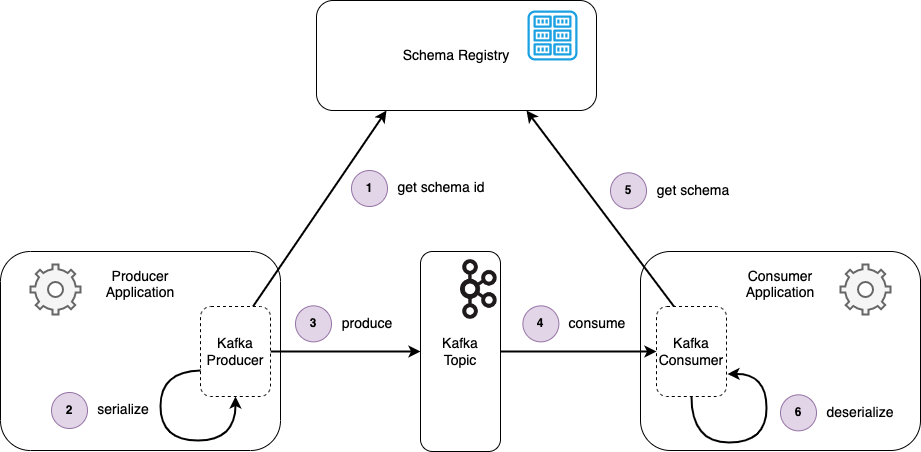 Schema Registry
1 get schema id
5 get schema
Producer
Application
Consumer
Application
3 produce
4 consume
Kafka
Producer
Kafka
Topic
Kafka
Consumer
2 serialize
6 deserialize